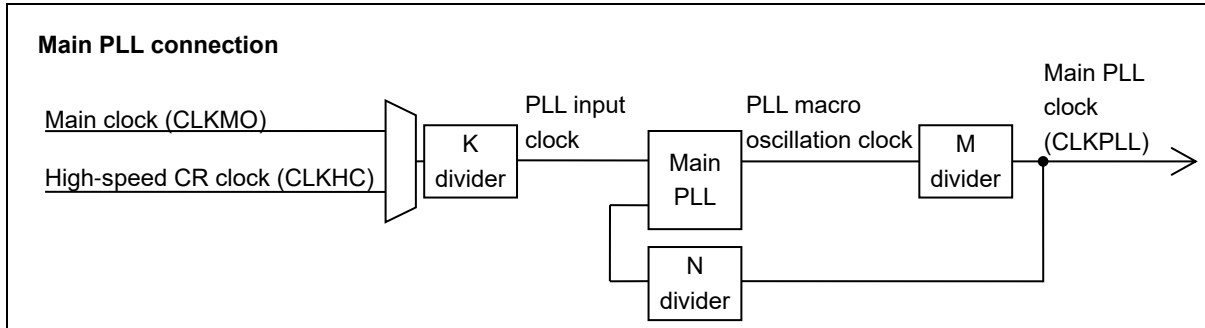 Main PLL connection
Main clock (CLKMO)
High-speed CR clock (CLKHC)
K
divider
PLL input
clock
Main
PLL
PLL macro
oscillation clock
M
divider
Main PLL
clock
(CLKPLL)
N
divider